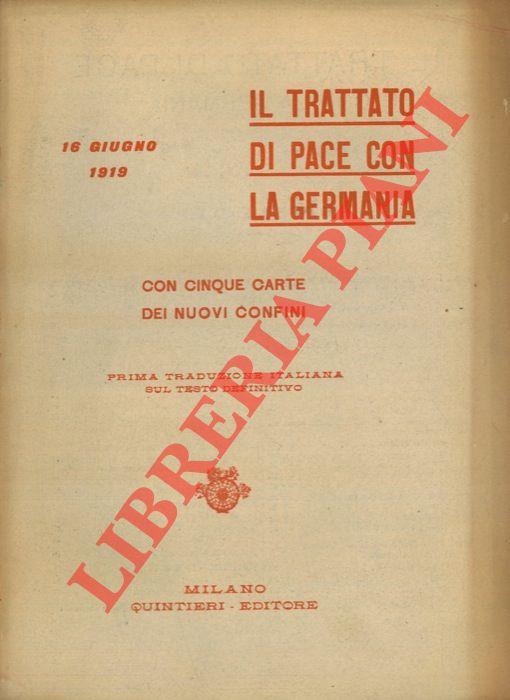 16 GIUGNO
1919
IL TRATTATO
DI PACE CON
LA GERMANIA
CON CINQUE CARTE
DEI NUOVI CONFINI
PRIMA TRADUZIONE ITALIANA
SUL TESTO DEFINITIVO
MILANO
QUINTIERI - EDITORE
LIBRERIA PIANI